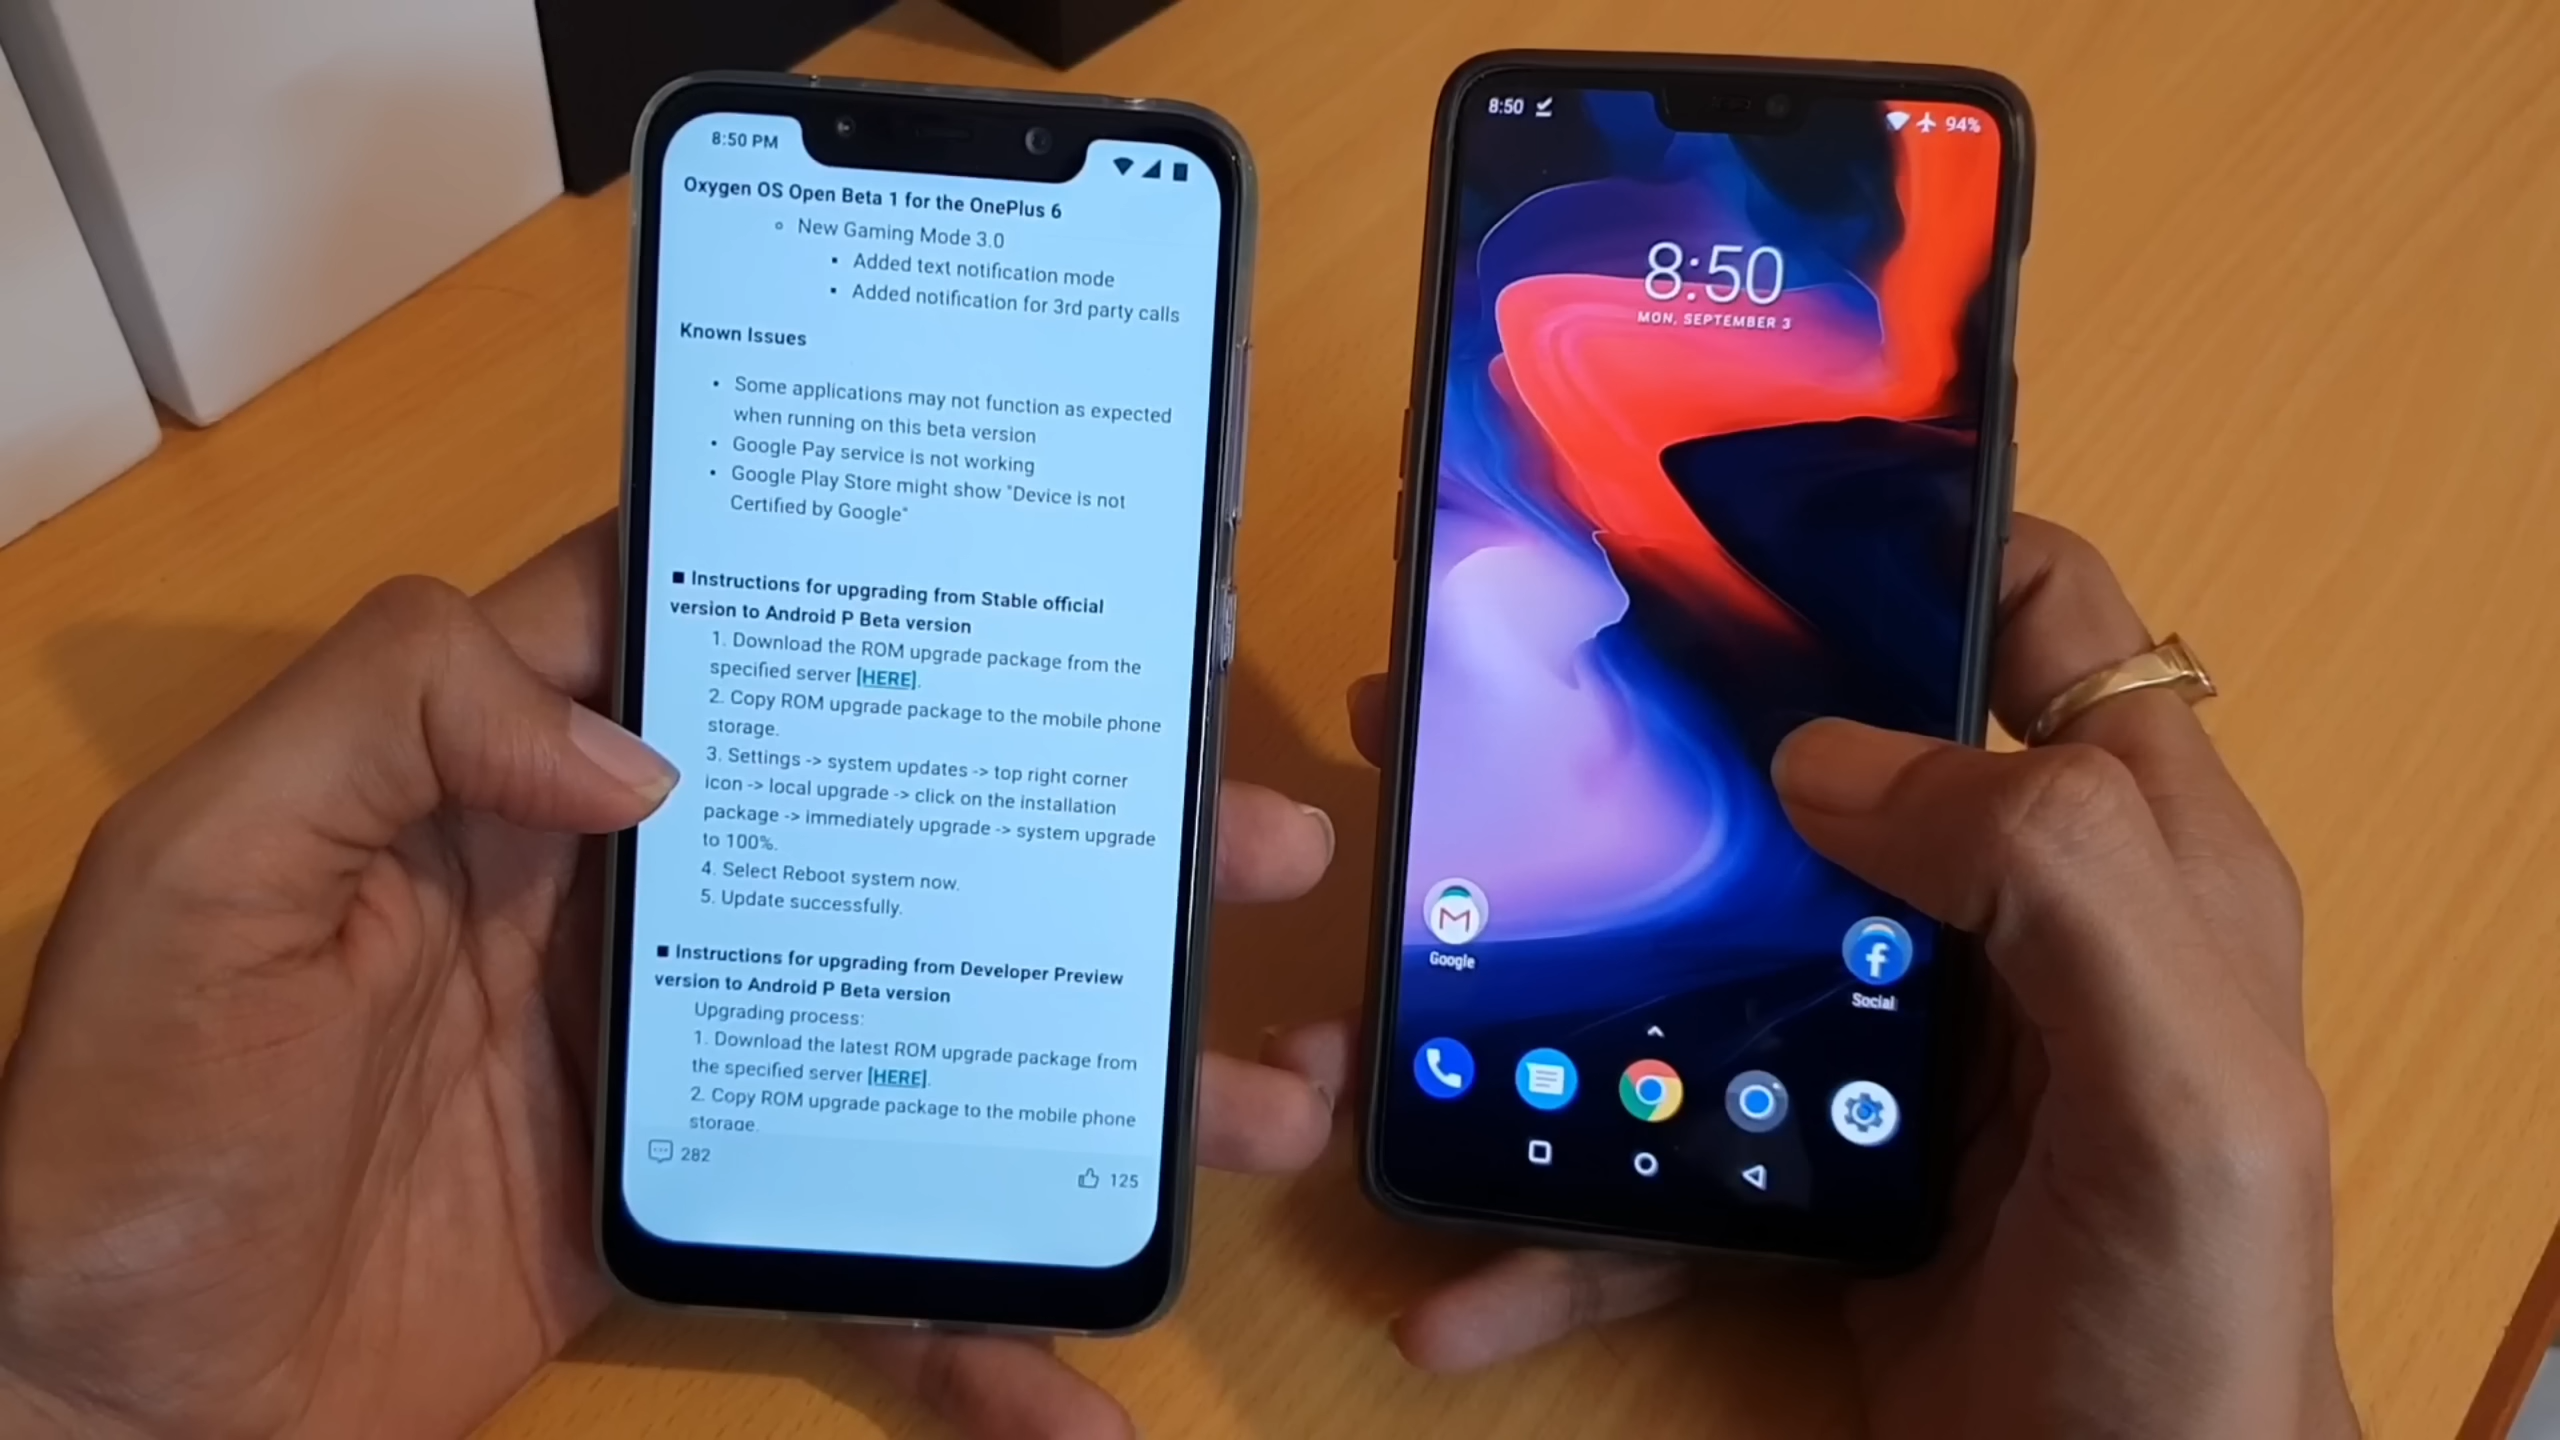 8:50 PM
Oxygen OS Open Beta 1 for the OnePlus 6
New Gaming Mode 3.0
Added text notification mode
Added notification for 3rd party calls
Known Issues
Some applications may not function as expected
when running on this beta version
Google Pay service is not working
Google Play Store might show "Device is not
Certified by Google"
Instructions for upgrading from Stable official
version to Android P Beta version
1. Download the ROM upgrade package from the
specified server [HERE].
2. Copy ROM upgrade package to the mobile phone
storage.
3. Settings -> system updates -> top right corner
icon -> local upgrade -> click on the installation
package -> immediately upgrade -> system upgrade
to 100%.
4. Select Reboot system now.
5. Update successfully.
Instructions for upgrading from Developer Preview
version to Android P Beta version
Upgrading process:
1. Download the latest ROM upgrade package from
the specified server [HERE].
2. Copy ROM upgrade package to the mobile phone
storage.
282
125
8:50
94%
8:50
MON, SEPTEMBER 3
Google
Social